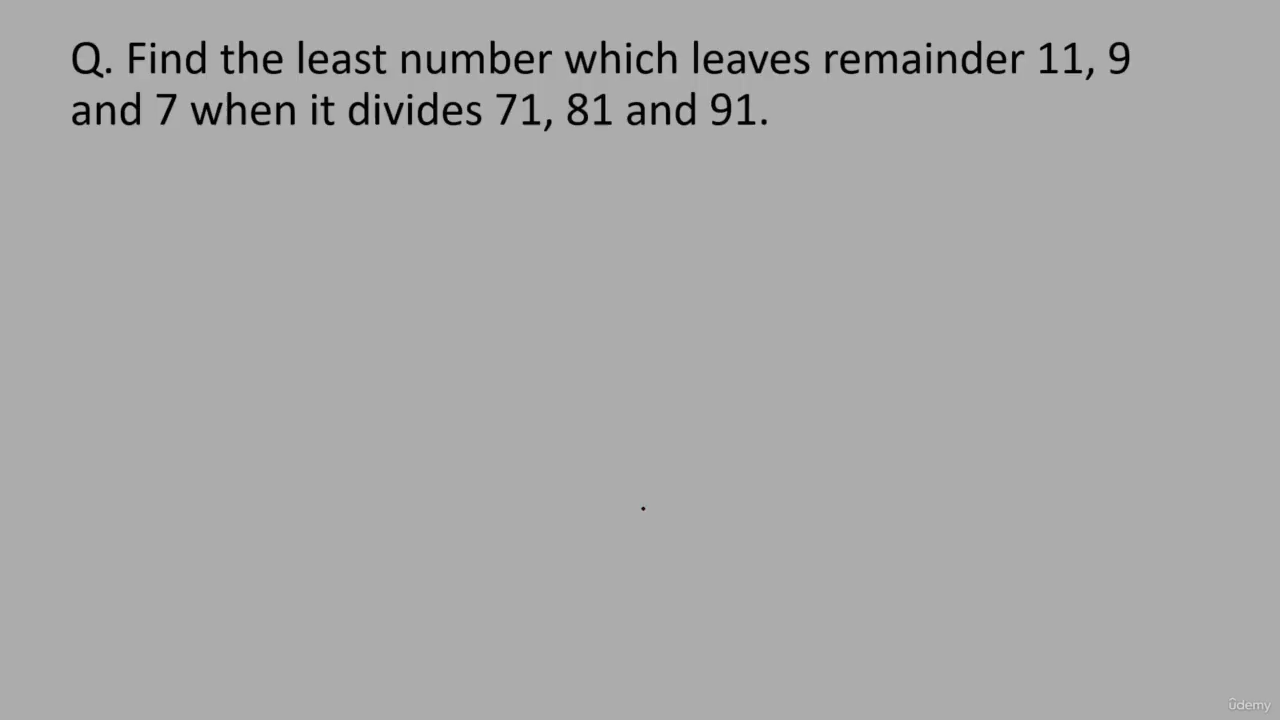 Q. Find the least number which leaves remainder 11, 9
and 7 when it divides 71, 81 and 91.
ûdemy